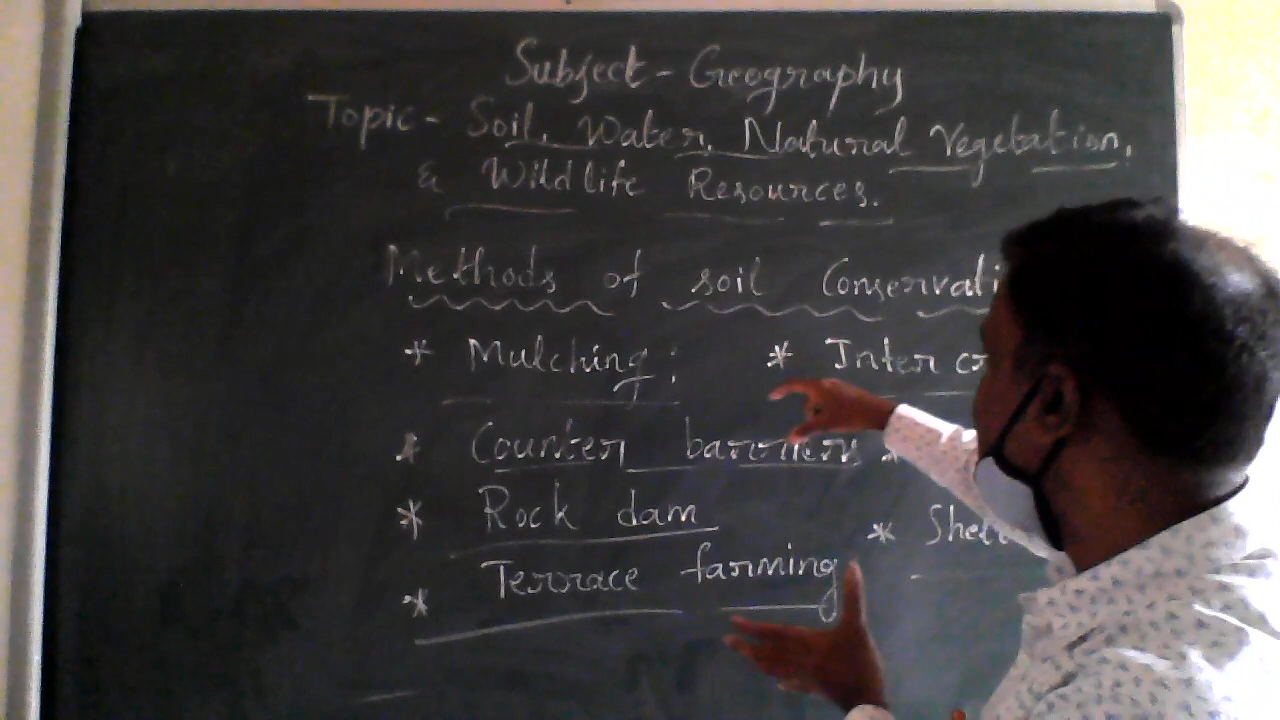 Subject - Geography
Topic - Soil, Water, Natural Vegetation,
& Wildlife Resources.
Methods of soil
* Mulching: * Inter
* Counter barriers *
* Rock dam
*
* Terrace farming